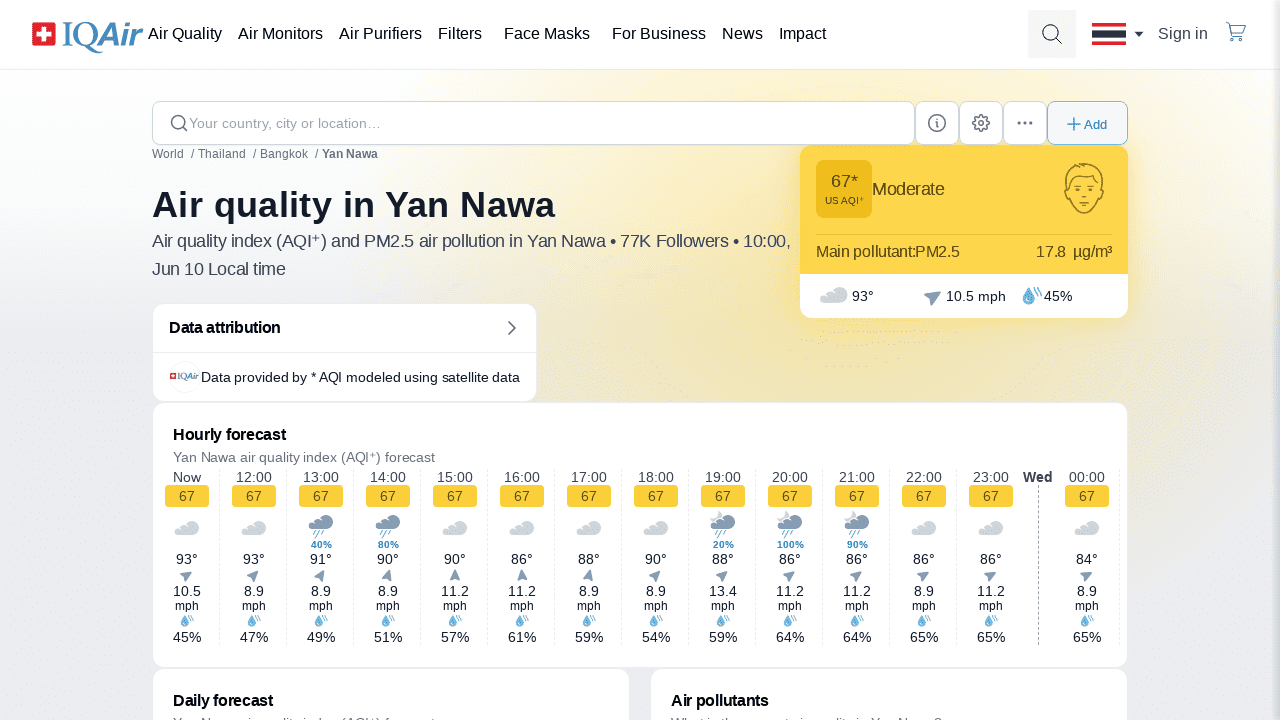 IQAir Air Quality Air Monitors Air Purifiers Filters Face Masks For Business News Impact Sign in
Your country, city or location… Add
World / Thailand / Bangkok / Yan Nawa
Air quality in Yan Nawa
Air quality index (AQI⁺) and PM2.5 air pollution in Yan Nawa • 77K Followers • 10:00,
Jun 10 Local time
67*
US AQI⁺
Moderate
Main pollutant:PM2.5 17.8 µg/m³
93° 10.5 mph 45%
Data attribution
IQAir Data provided by * AQI modeled using satellite data
Hourly forecast
Yan Nawa air quality index (AQI⁺) forecast
Now 12:00 13:00 14:00 15:00 16:00 17:00 18:00 19:00 20:00 21:00 22:00 23:00 Wed 00:00
67 67 67 67 67 67 67 67 67 67 67 67 67 67
40% 80% 20% 100% 90%
93° 93° 91° 90° 90° 86° 88° 90° 88° 86° 86° 86° 86° 84°
10.5 8.9 8.9 8.9 11.2 11.2 8.9 8.9 13.4 11.2 11.2 8.9 11.2 8.9
mph mph mph mph mph mph mph mph mph mph mph mph mph mph
45% 47% 49% 51% 57% 61% 59% 54% 59% 64% 64% 65% 65% 65%
Daily forecast Air pollutants